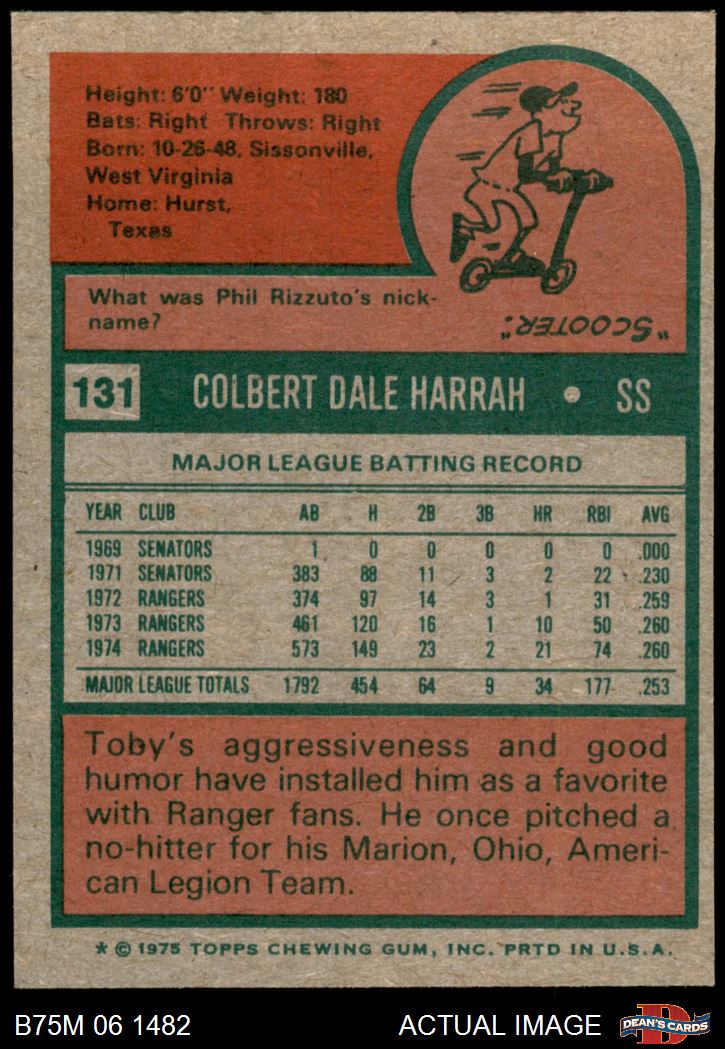 Height: 6'0" Weight: 180
Bats: Right Throws: Right
Born: 10-26-48, Sissonville,
West Virginia
Home: Hurst,
Texas
What was Phil Rizzuto's nick-
name?
"SCOOTER."
131 COLBERT DALE HARRAH • SS
MAJOR LEAGUE BATTING RECORD
YEAR CLUB AB H 2B 3B HR RBI AVG
1969 SENATORS 1 0 0 0 0 0 .000
1971 SENATORS 383 88 11 3 2 22 .230
1972 RANGERS 374 97 14 3 1 31 .259
1973 RANGERS 461 120 16 1 10 50 .260
1974 RANGERS 573 149 23 2 21 74 .260
MAJOR LEAGUE TOTALS 1792 454 64 9 34 177 .253
Toby's aggressiveness and good
humor have installed him as a favorite
with Ranger fans. He once pitched a
no-hitter for his Marion, Ohio, Ameri-
can Legion Team.
* © 1975 TOPPS CHEWING GUM, INC. PRTD IN U.S.A.
B75M 06 1482 ACTUAL IMAGE D DEAN'S CARDS